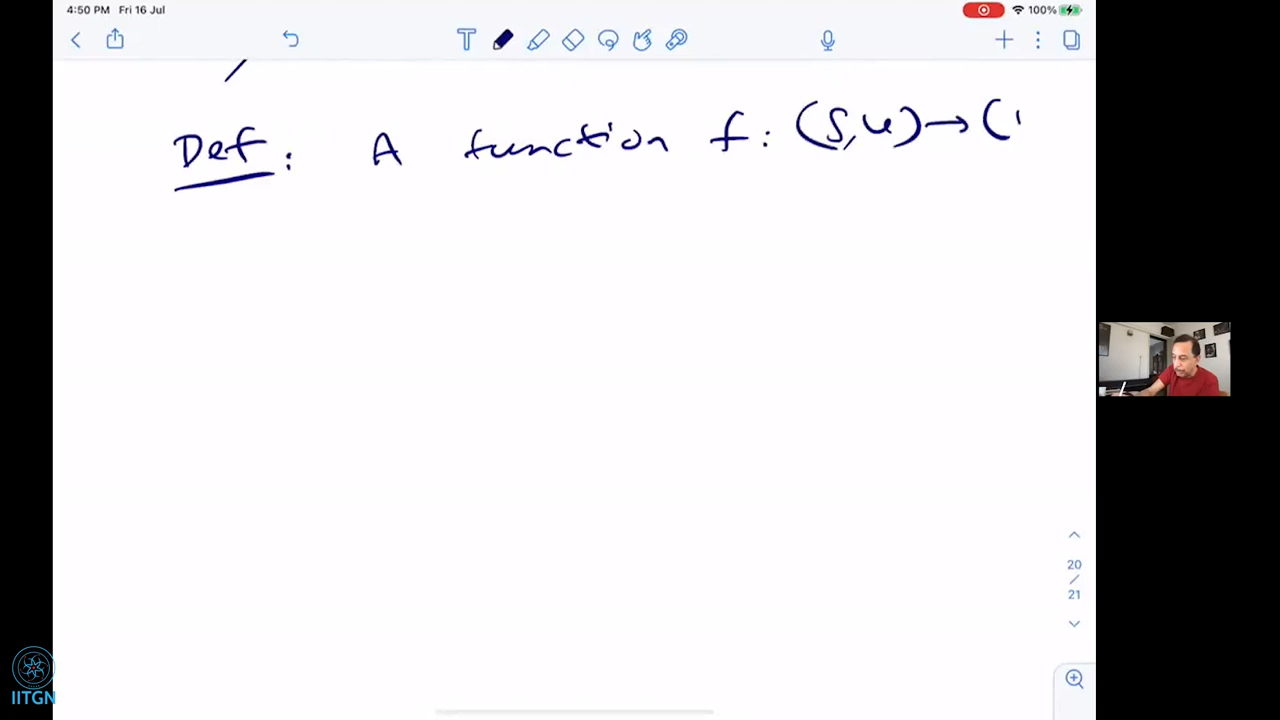 4:50 PM Fri 16 Jul
100%
Def: A function f: (S,u)→(
20
21
IITGN